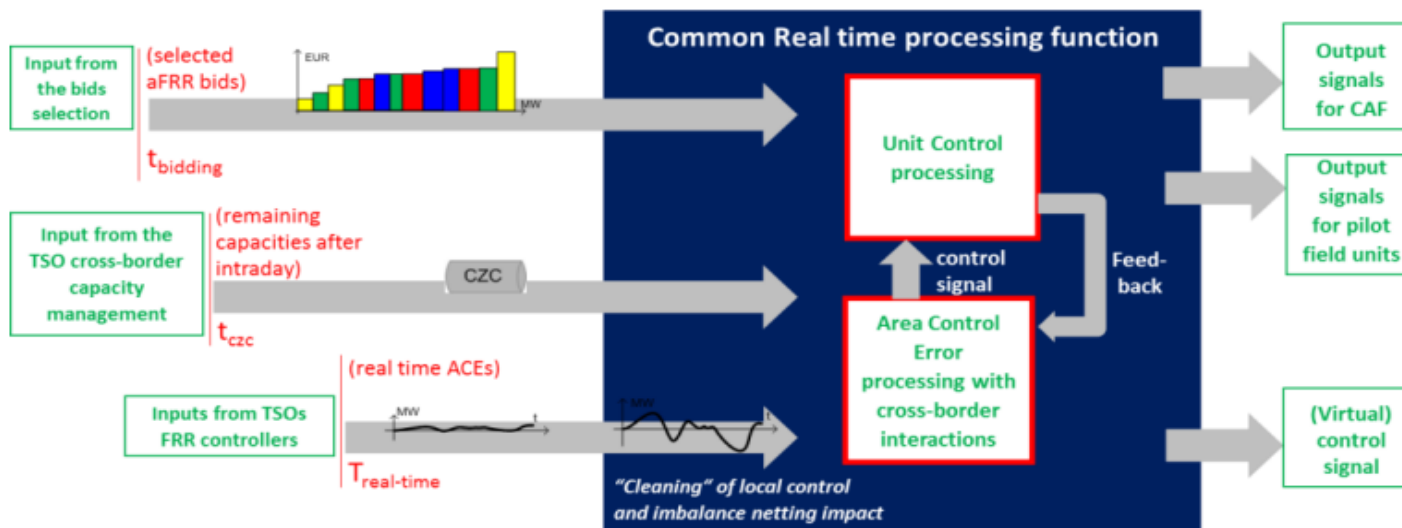 Common Real time processing function
Input from
the bids
selection
(selected
aFRR bids)
t bidding
EUR
MW
Input from the
TSO cross-border
capacity
management
(remaining
capacities after
intraday)
t czc
CZC
Inputs from TSOs
FRR controllers
(real time ACEs)
T real-time
MW
t
MW
t
"Cleaning" of local control
and imbalance netting impact
Unit Control
processing
control
signal
Feed-
back
Area Control
Error
processing with
cross-border
interactions
Output
signals
for CAF
Output
signals
for pilot
field units
(Virtual)
control
signal